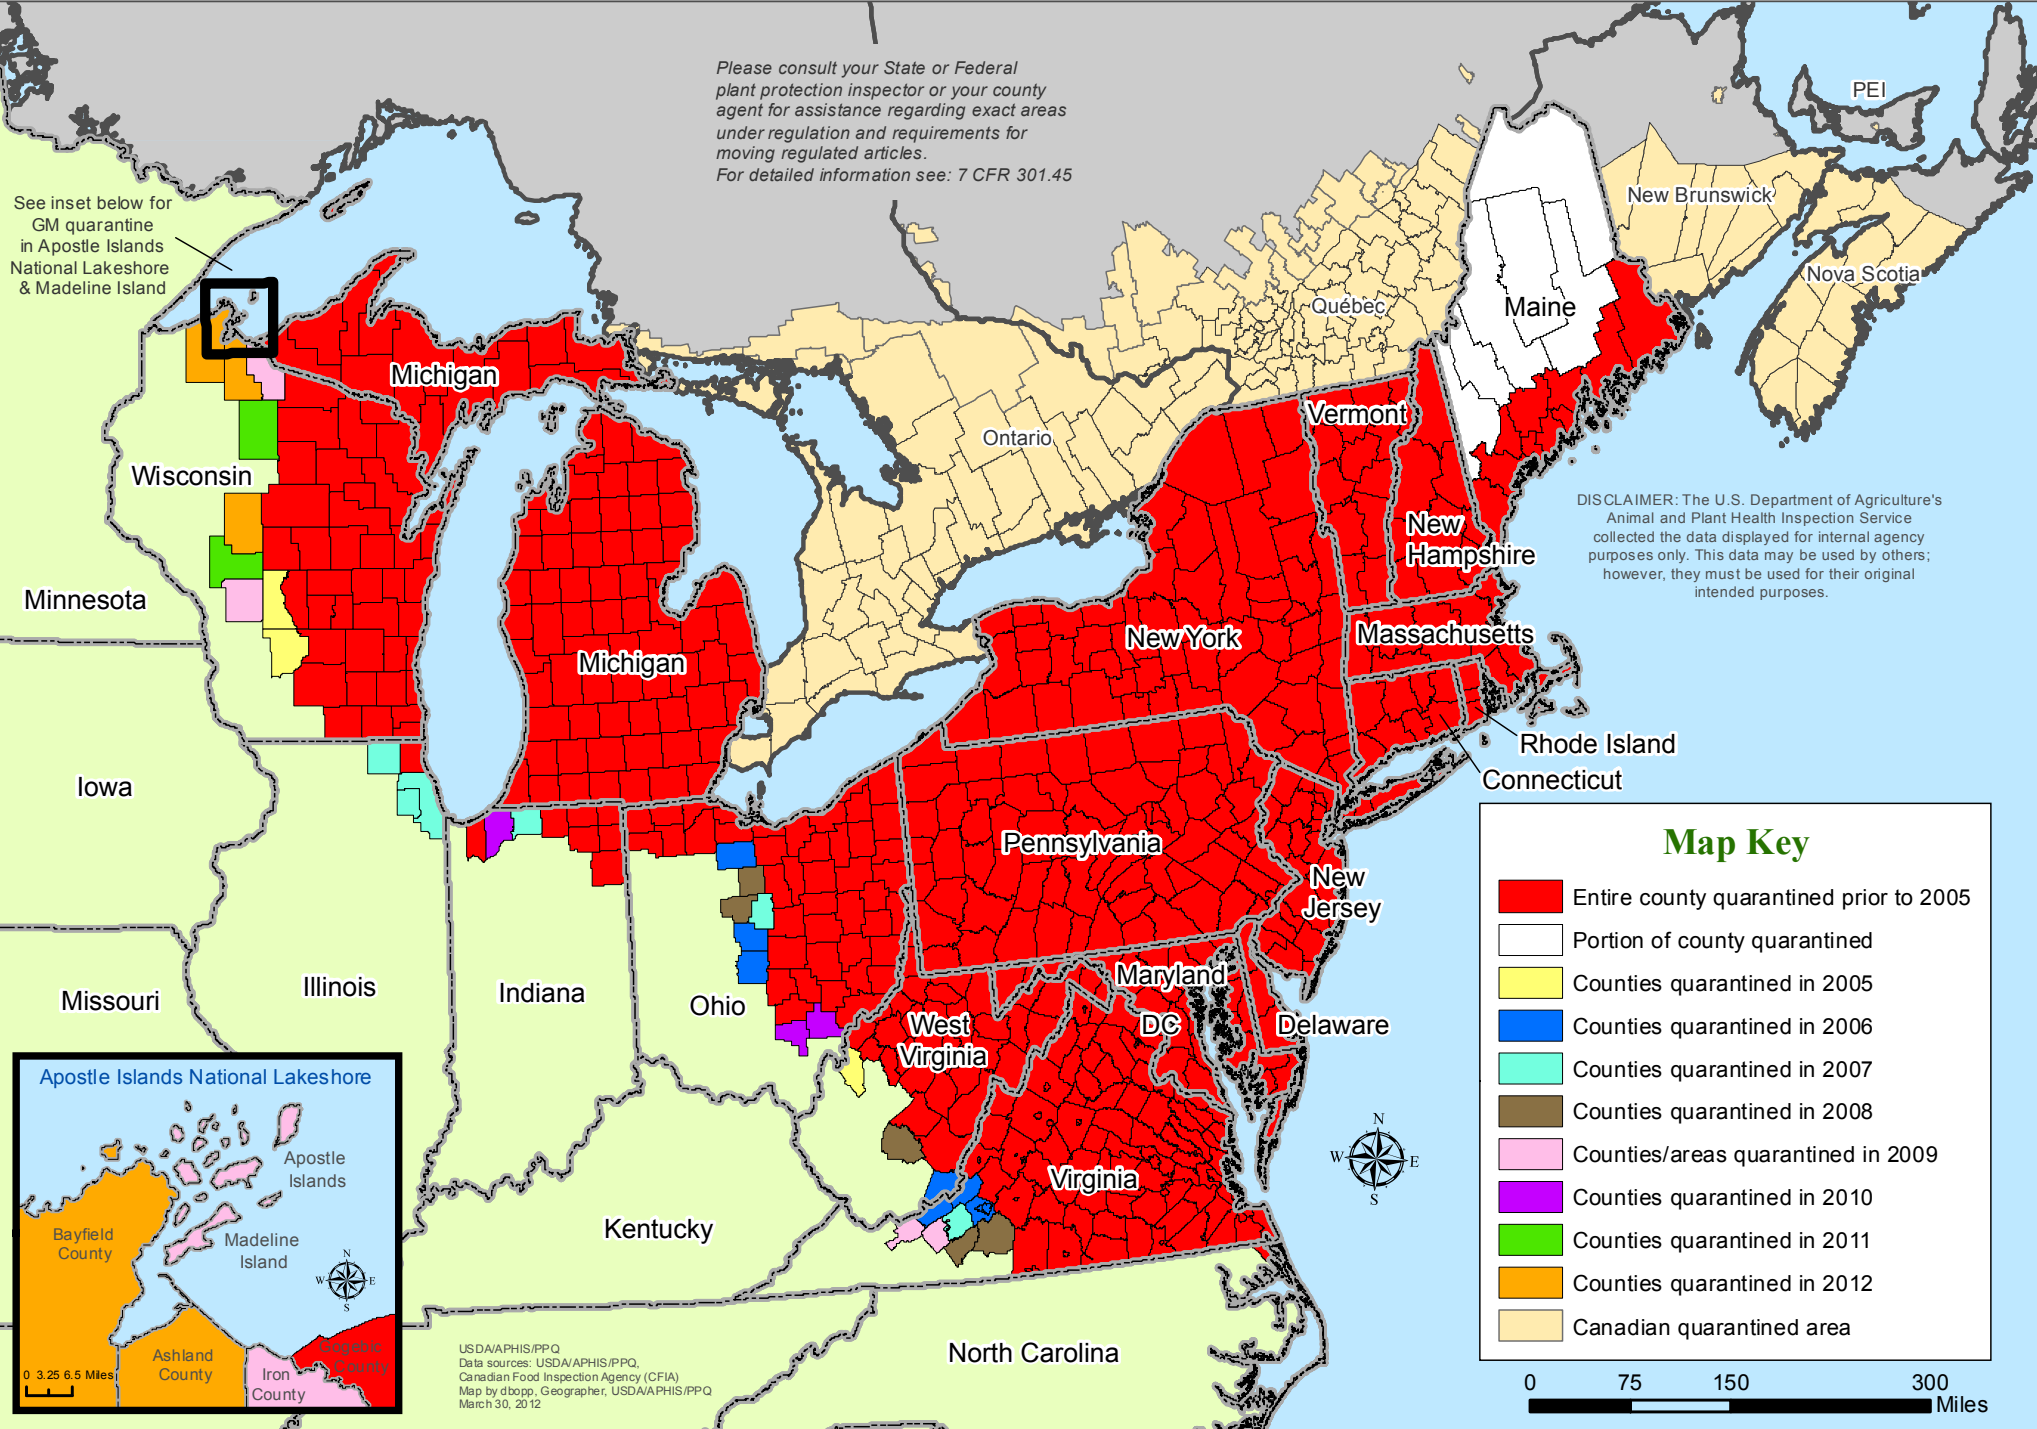 Please consult your State or Federal
plant protection inspector or your county
agent for assistance regarding exact areas
under regulation and requirements for
moving regulated articles.
For detailed information see: 7 CFR 301.45
PEI
See inset below for
GM quarantine
in Apostle Islands
National Lakeshore
& Madeline Island
New Brunswick
Nova Scotia
Québec
Maine
Michigan
Vermont
Ontario
Wisconsin
New
Hampshire
DISCLAIMER: The U.S. Department of Agriculture's
Animal and Plant Health Inspection Service
collected the data displayed for internal agency
purposes only. This data may be used by others;
however, they must be used for their original
intended purposes.
Minnesota
New York
Massachusetts
Michigan
Rhode Island
Connecticut
Iowa
Pennsylvania
New
Jersey
Maryland
Missouri
Illinois
Indiana
Ohio
West
Virginia
DC
Delaware
Virginia
Kentucky
North Carolina
N
W
E
S
Map Key
Entire county quarantined prior to 2005
Portion of county quarantined
Counties quarantined in 2005
Counties quarantined in 2006
Counties quarantined in 2007
Counties quarantined in 2008
Counties/areas quarantined in 2009
Counties quarantined in 2010
Counties quarantined in 2011
Counties quarantined in 2012
Canadian quarantined area
0 75 150 300
Miles
Apostle Islands National Lakeshore
Apostle
Islands
Bayfield
County
Madeline
Island
N
W
E
S
Gogebic
County
Ashland
County
Iron
County
0 3.25 6.5 Miles
USDA/APHIS/PPQ
Data sources: USDA/APHIS/PPQ,
Canadian Food Inspection Agency (CFIA)
Map by dbopp, Geographer, USDA/APHIS/PPQ
March 30, 2012